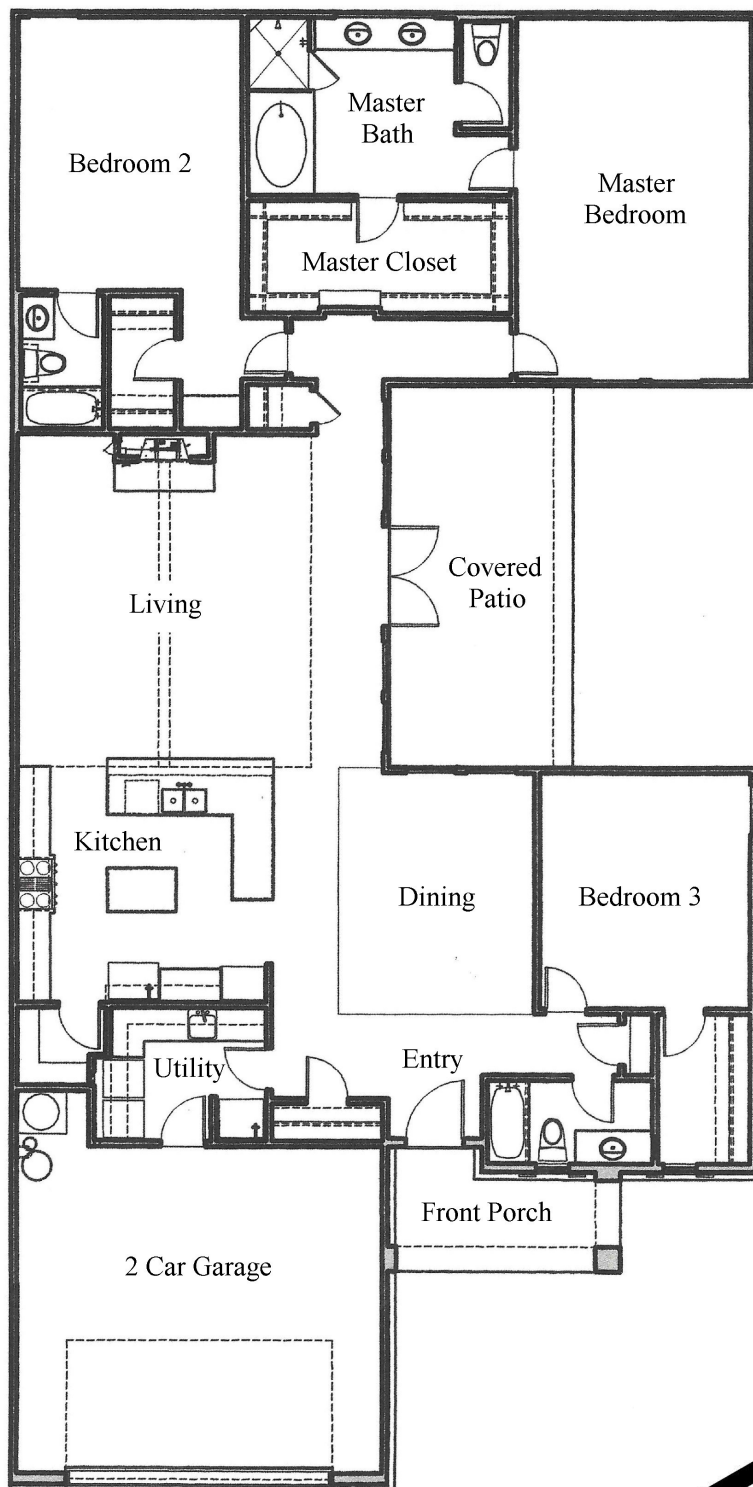 Bedroom 2
Master
Bath
Master
Bedroom
Master Closet
Living
Covered
Patio
Kitchen
Dining
Bedroom 3
Utility
Entry
Front Porch
2 Car Garage